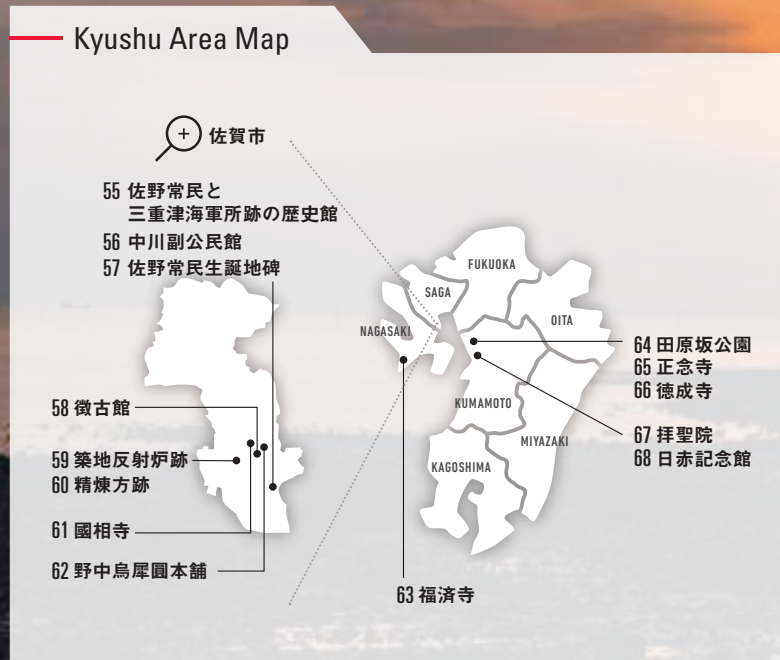 Kyushu Area Map
佐賀市
55 佐野常民と
三重津海軍所跡の歴史館
56 中川副公民館
57 佐野常民生誕地碑
58 徴古館
59 築地反射炉跡
60 精煉方跡
61 國相寺
62 野中烏犀圓本舗
FUKUOKA
SAGA
OITA
NAGASAKI
KUMAMOTO
MIYAZAKI
KAGOSHIMA
63 福済寺
64 田原坂公園
65 正念寺
66 徳成寺
67 拝聖院
68 日赤記念館